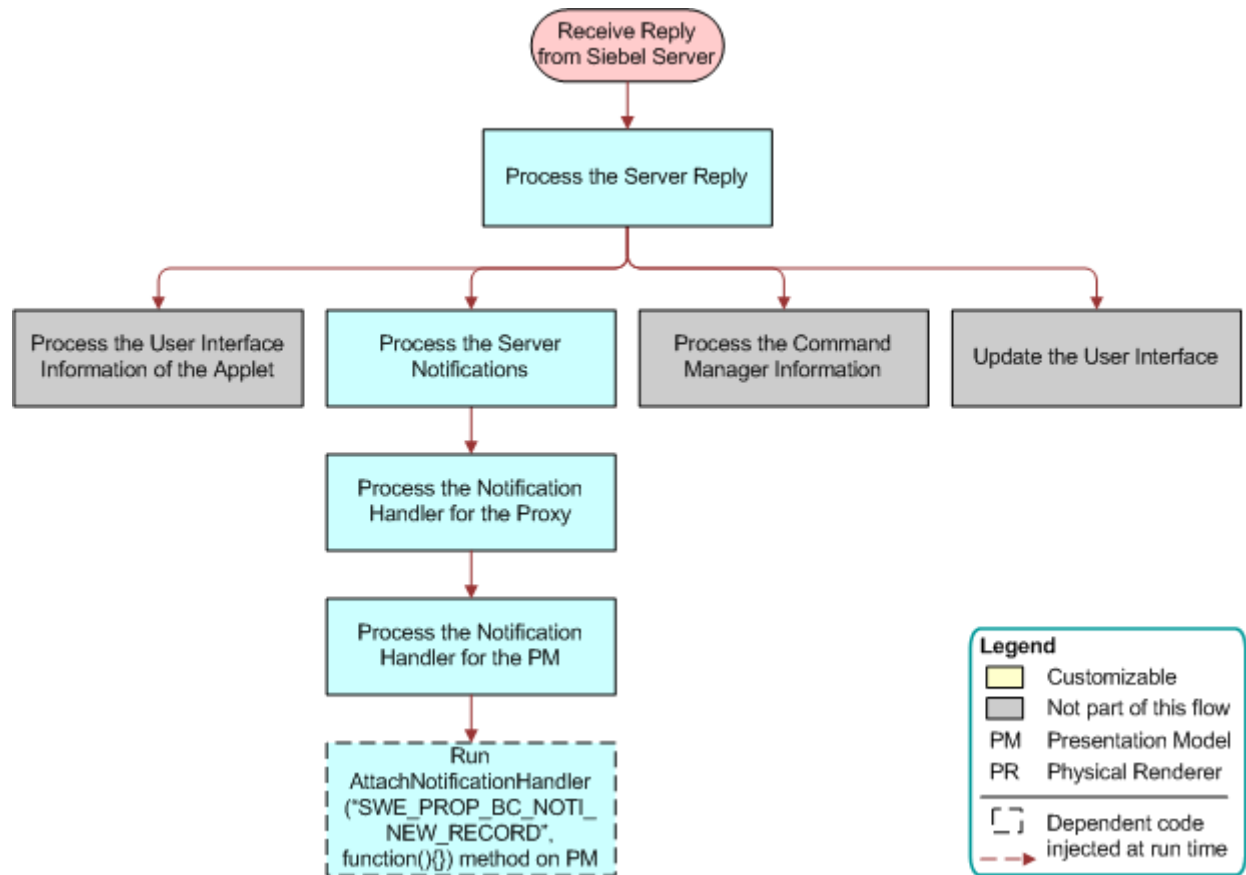 Receive Reply
from Siebel Server
Process the Server Reply
Process the User Interface
Information of the Applet
Process the Server
Notifications
Process the Command
Manager Information
Update the User Interface
Process the Notification
Handler for the Proxy
Process the Notification
Handler for the PM
Run
AttachNotificationHandler
("SWE_PROP_BC_NOTI_
NEW_RECORD",
function(){}) method on PM
Legend
Customizable
Not part of this flow
PM Presentation Model
PR Physical Renderer
Dependent code
injected at run time